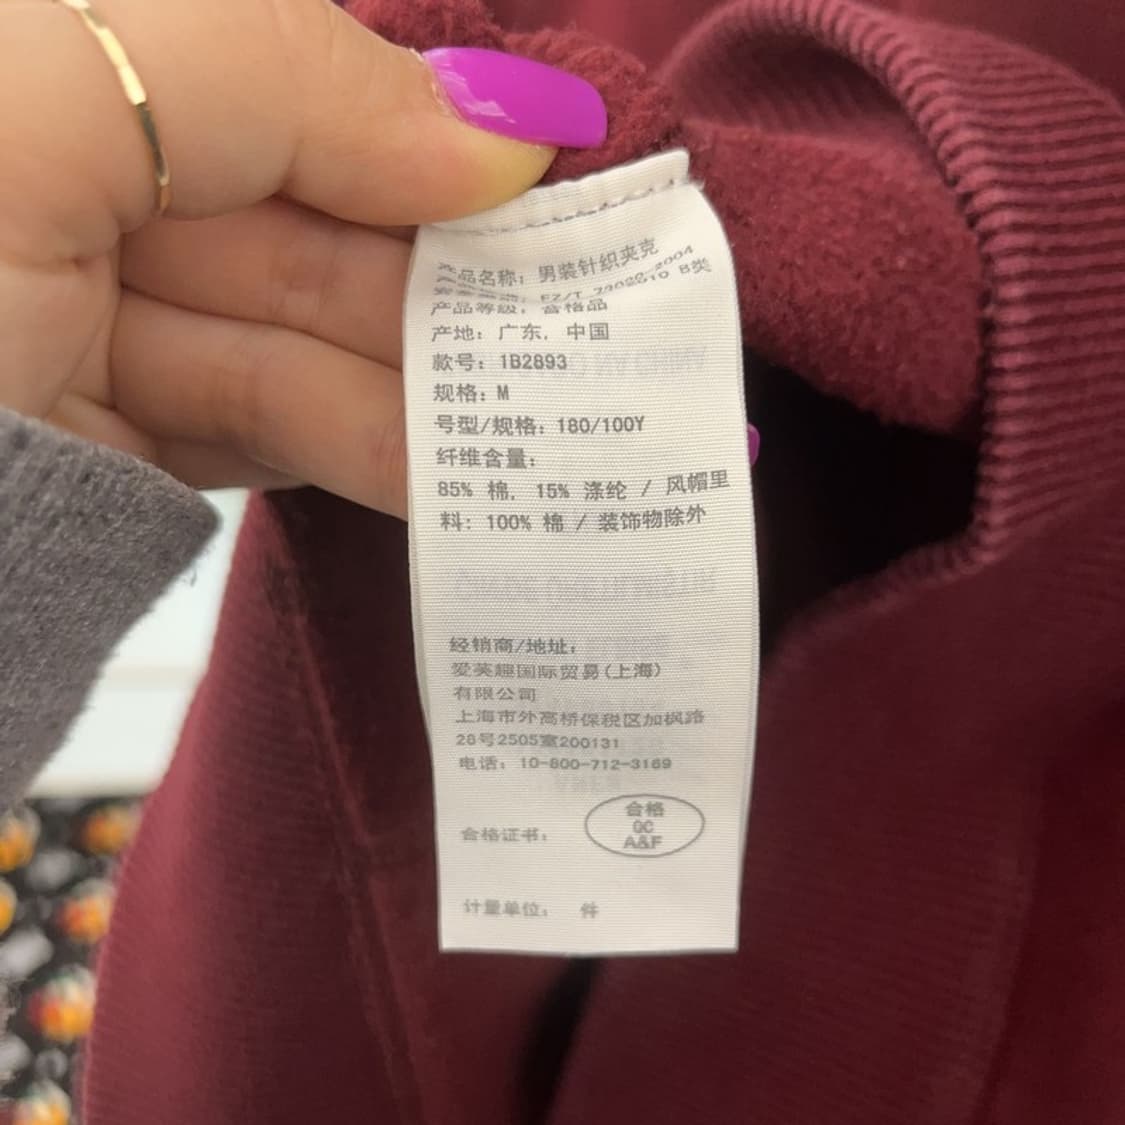 产品名称: 男装针织夹克
产品等级: 合格品
产地: 广东, 中国
款号: 1B2893
规格: M
号型/规格: 180/100Y
纤维含量:
85% 棉, 15% 涤纶 / 风帽里
料: 100% 棉 / 装饰物除外
经销商/地址:
爱英趣国际贸易(上海)
有限公司
上海市外高桥保税区加枫路
28号2505室200131
电话: 10-800-712-3169
合格证书:
合格
QC
A&F
计量单位: 件